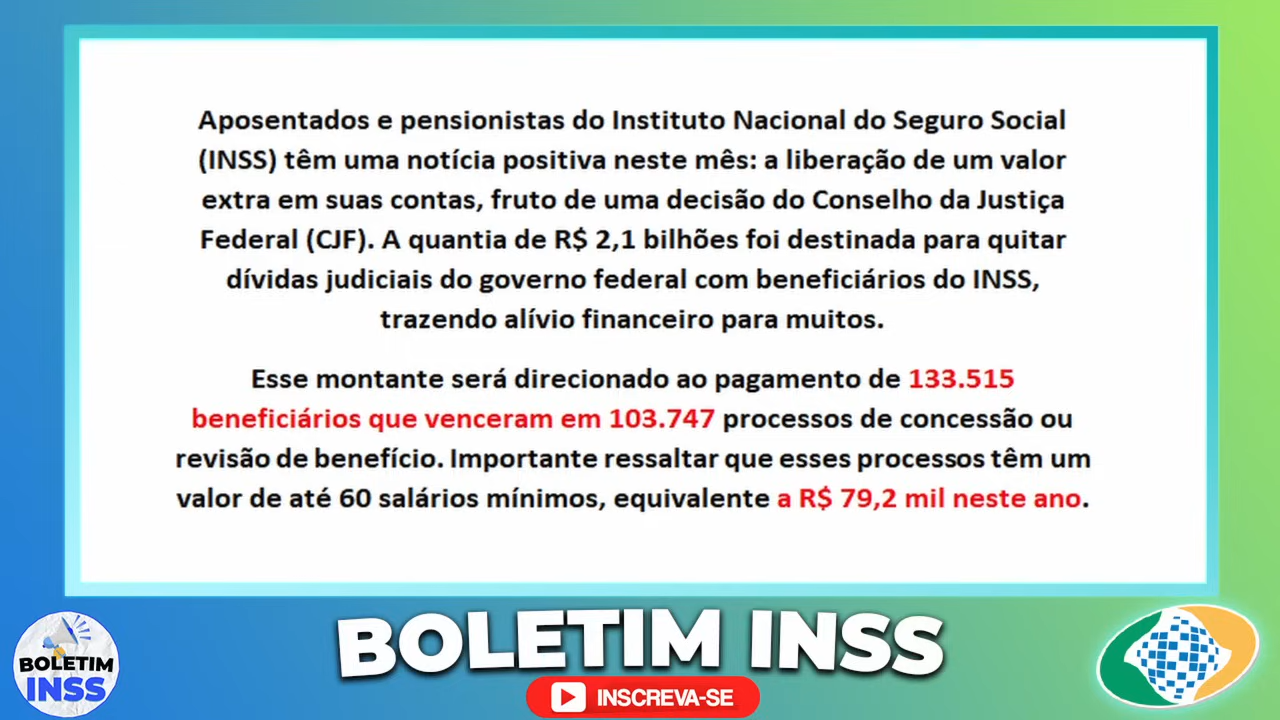 Aposentados e pensionistas do Instituto Nacional do Seguro Social
(INSS) têm uma notícia positiva neste mês: a liberação de um valor
extra em suas contas, fruto de uma decisão do Conselho da Justiça
Federal (CJF). A quantia de R$ 2,1 bilhões foi destinada para quitar
dívidas judiciais do governo federal com beneficiários do INSS,
trazendo alívio financeiro para muitos.
Esse montante será direcionado ao pagamento de 133.515
beneficiários que venceram em 103.747 processos de concessão ou
revisão de benefício. Importante ressaltar que esses processos têm um
valor de até 60 salários mínimos, equivalente a R$ 79,2 mil neste ano.
BOLETIM
INSS
BOLETIM INSS
INSCREVA-SE